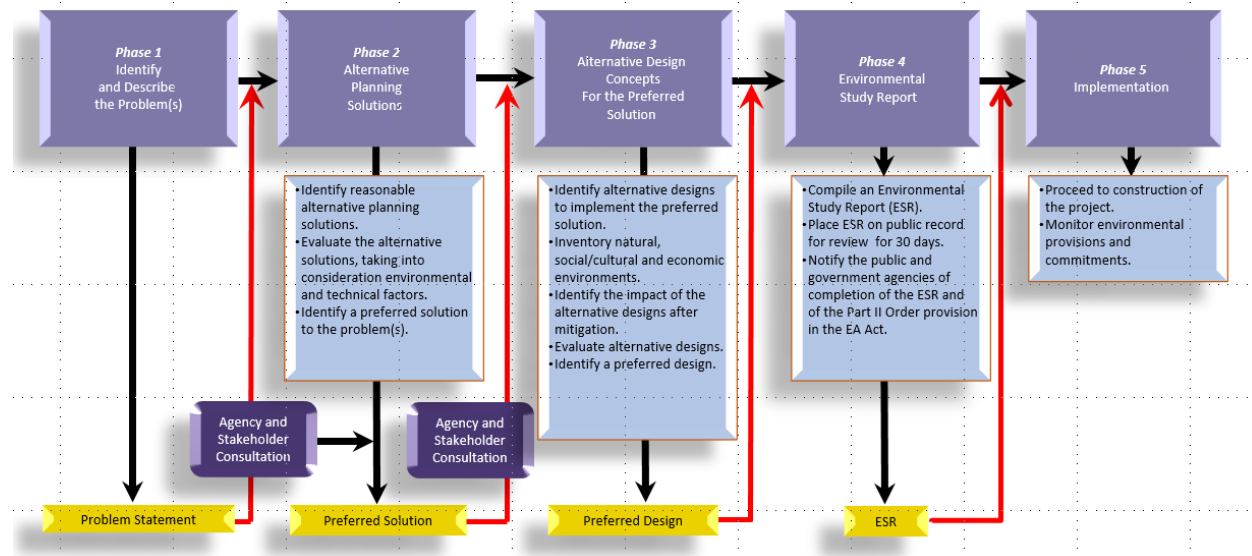 Phase 1
Identify
and Describe
the Problem(s)
Phase 2
Alternative
Planning
Solutions
Phase 3
Alternative Design
Concepts
For the Preferred
Solution
Phase 4
Environmental
Study Report
Phase 5
Implementation
•Identify reasonable
alternative planning
solutions.
•Evaluate the alternative
solutions, taking into
consideration environmental
and technical factors.
•Identify a preferred solution
to the problem(s).
•Identify alternative designs
to implement the preferred
solution.
•Inventory natural,
social/cultural and economic
environments.
•Identify the impact of the
alternative designs after
mitigation.
•Evaluate alternative designs.
•Identify a preferred design.
•Compile an Environmental
Study Report (ESR).
•Place ESR on public record
for review for 30 days.
•Notify the public and
government agencies of
completion of the ESR and
of the Part II Order provision
in the EA Act.
•Proceed to construction of
the project.
•Monitor environmental
provisions and
commitments.
Agency and
Stakeholder
Consultation
Agency and
Stakeholder
Consultation
Problem Statement
Preferred Solution
Preferred Design
ESR